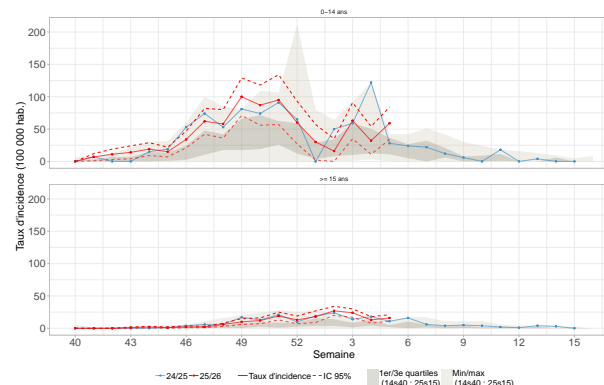 0−14 ans
200
150
100
50
0
>= 15 ans
200
150
100
50
0
Taux d'incidence (100 000 hab.)
40 43 46 49 52 3 6 9 12 15
Semaine
24/25 25/26 Taux d'incidence IC 95% 1er/3e quartiles Min/max
(14s40 : 25s15) (14s40 : 25s15)